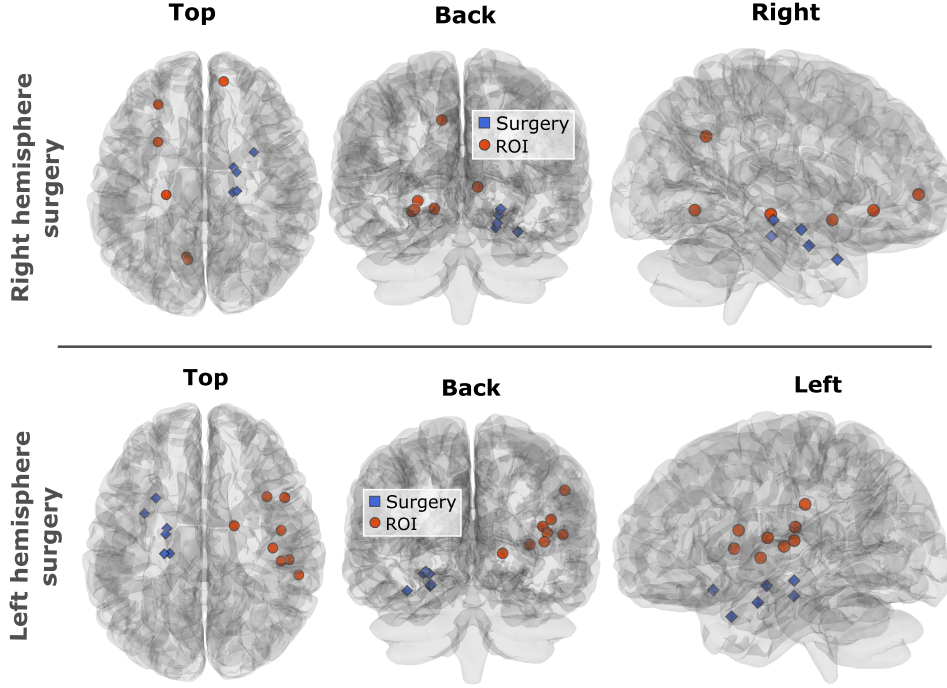 Top
Back
Right
Right hemisphere
surgery
Surgery
ROI
Top
Back
Left
Left hemisphere
surgery
Surgery
ROI